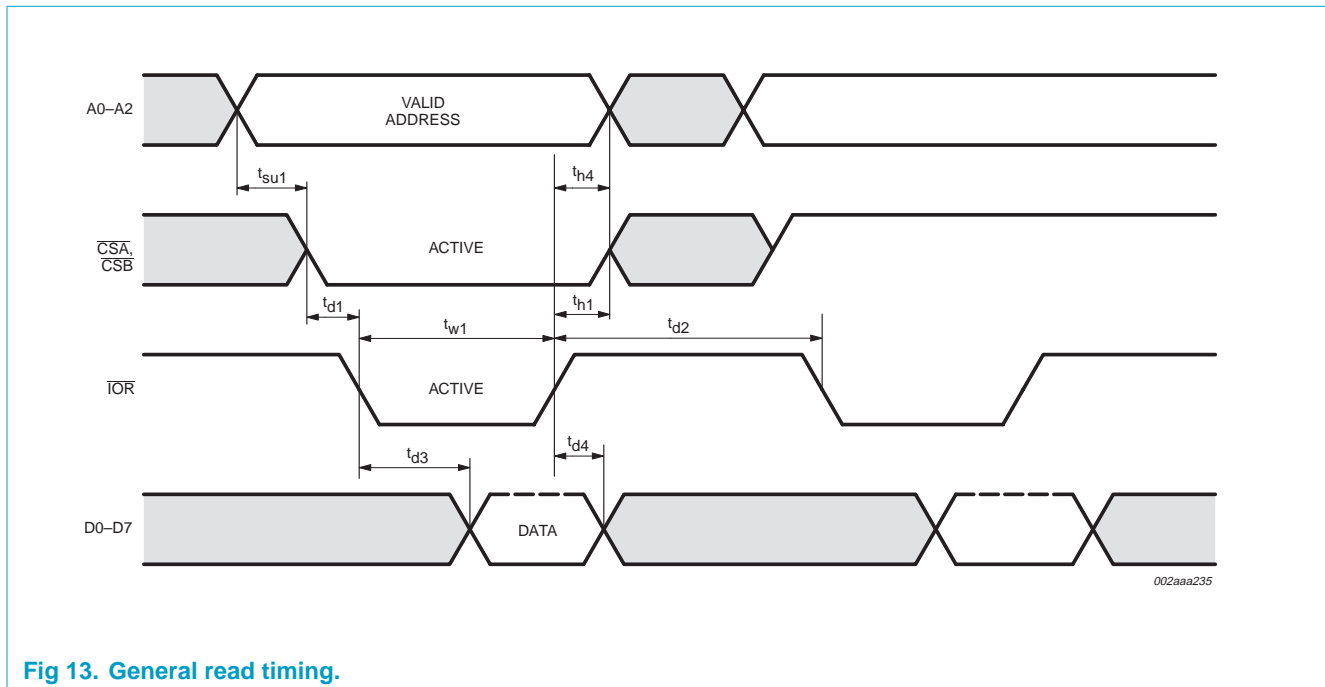 A0–A2
VALID
ADDRESS
tsu1
th4
CSA,
CSB
ACTIVE
td1
th1
tw1
td2
IOR
ACTIVE
td3
td4
D0–D7
DATA
002aaa235
Fig 13. General read timing.